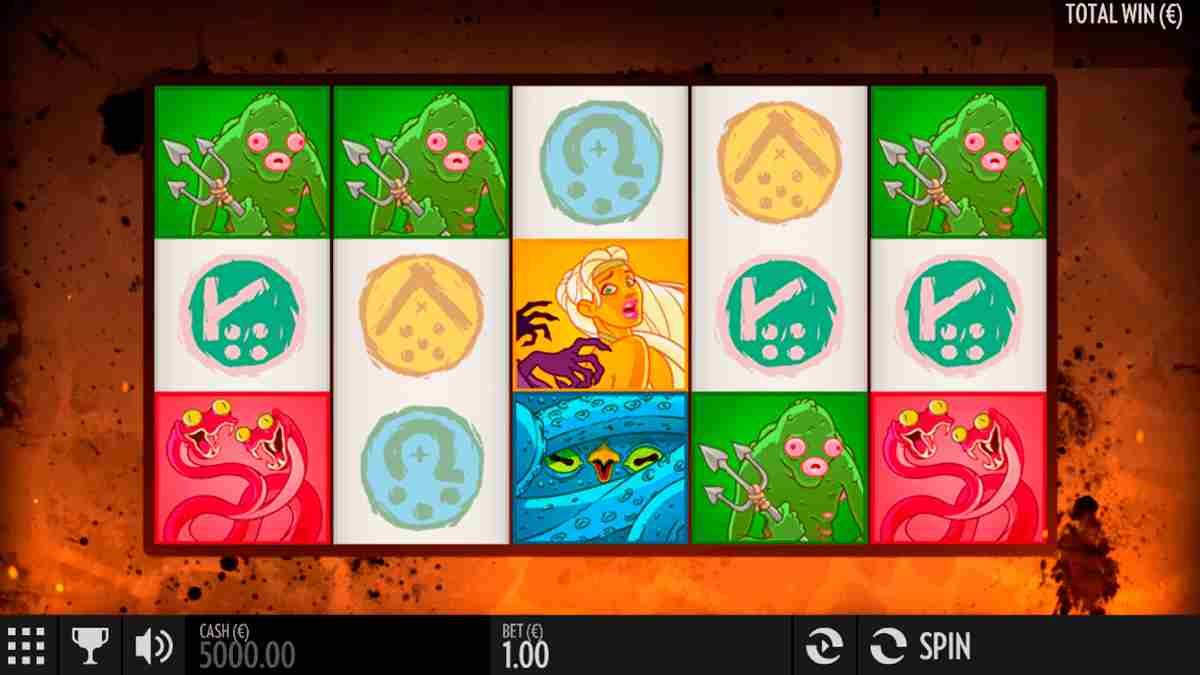 TOTAL WIN (€)
CASH (€)
5000.00
BET (€)
1.00
SPIN